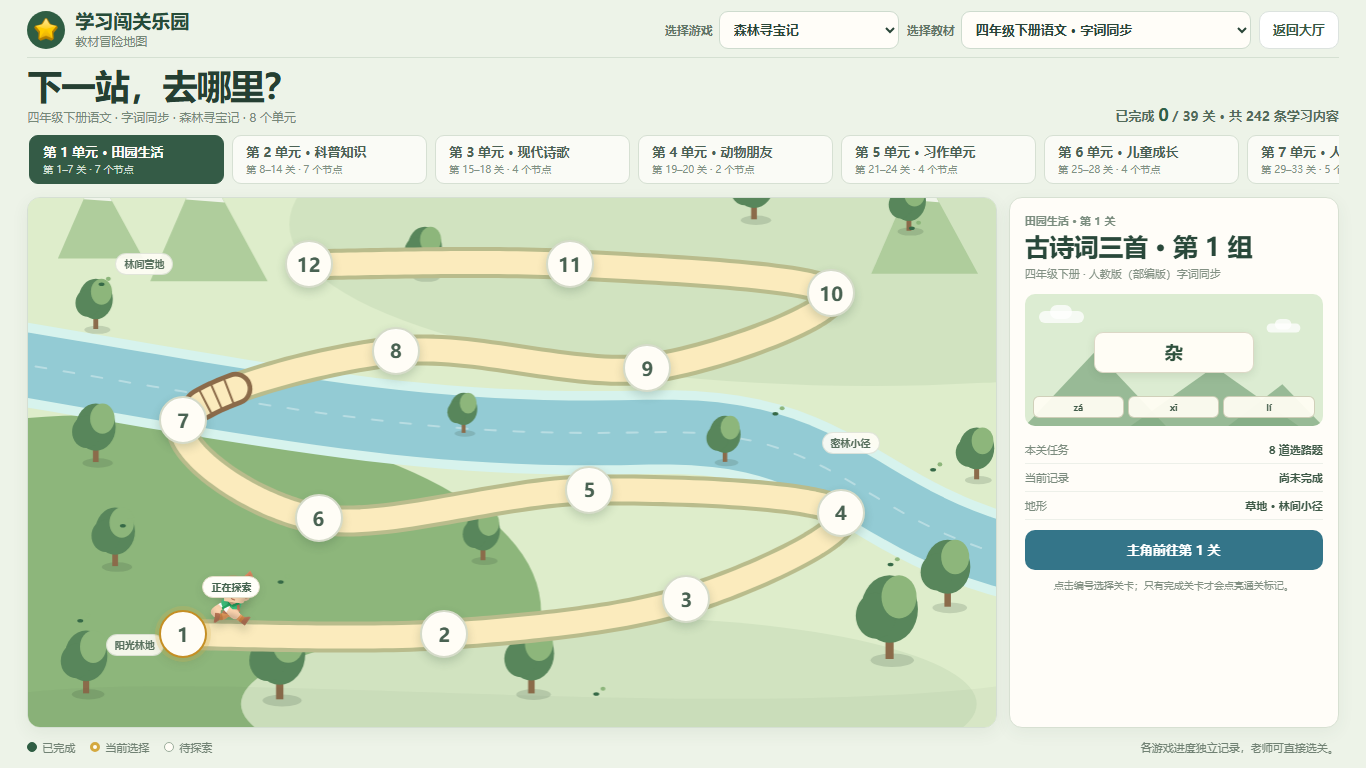 学习闯关乐园
教材冒险地图
选择游戏
森林寻宝记
选择教材
四年级下册语文 • 字词同步
返回大厅
下一站，去哪里？
四年级下册语文 · 字词同步 · 森林寻宝记 · 8 个单元
已完成 0 / 39 关 • 共 242 条学习内容
第 1 单元 • 田园生活
第 1–7 关 · 7 个节点
第 2 单元 • 科普知识
第 8–14 关 · 7 个节点
第 3 单元 • 现代诗歌
第 15–18 关 · 4 个节点
第 4 单元 • 动物朋友
第 19–20 关 · 2 个节点
第 5 单元 • 习作单元
第 21–24 关 · 4 个节点
第 6 单元 • 儿童成长
第 25–28 关 · 4 个节点
第 7 单元 • 人
第 29–33 关 · 5
林间营地
12
11
10
8
9
7
密林小径
6
5
4
正在探索
3
阳光林地
1
2
田园生活 • 第 1 关
古诗词三首 • 第 1 组
四年级下册 · 人教版（部编版）字词同步
杂
zá
xī
lí
本关任务
8 道选路题
当前记录
尚未完成
地形
草地 • 林间小径
主角前往第 1 关
点击编号选择关卡；只有完成关卡才会点亮通关标记。
已完成
当前选择
待探索
各游戏进度独立记录，老师可直接选关。